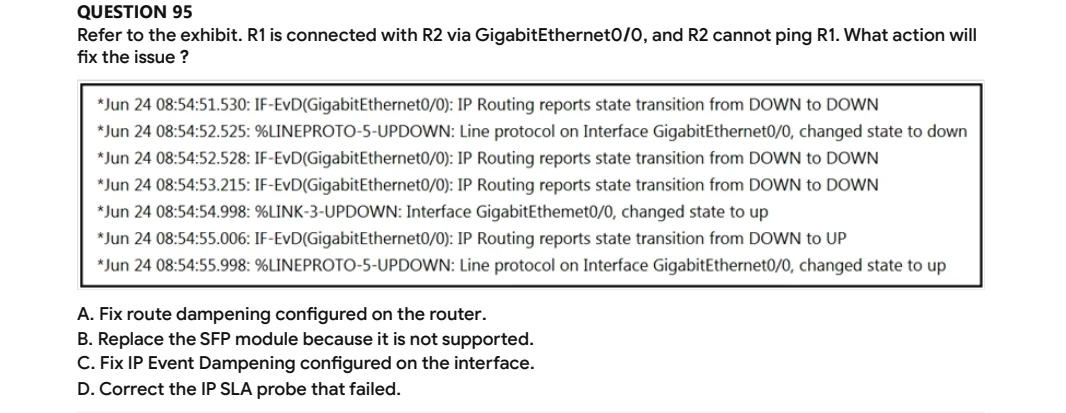 QUESTION 95
Refer to the exhibit. R1 is connected with R2 via GigabitEthernet0/0, and R2 cannot ping R1. What action will
fix the issue ?
*Jun 24 08:54:51.530: IF-EvD(GigabitEthernet0/0): IP Routing reports state transition from DOWN to DOWN
*Jun 24 08:54:52.525: %LINEPROTO-5-UPDOWN: Line protocol on Interface GigabitEthernet0/0, changed state to down
*Jun 24 08:54:52.528: IF-EvD(GigabitEthernet0/0): IP Routing reports state transition from DOWN to DOWN
*Jun 24 08:54:53.215: IF-EvD(GigabitEthernet0/0): IP Routing reports state transition from DOWN to DOWN
*Jun 24 08:54:54.998: %LINK-3-UPDOWN: Interface GigabitEthemet0/0, changed state to up
*Jun 24 08:54:55.006: IF-EvD(GigabitEthernet0/0): IP Routing reports state transition from DOWN to UP
*Jun 24 08:54:55.998: %LINEPROTO-5-UPDOWN: Line protocol on Interface GigabitEthernet0/0, changed state to up
A. Fix route dampening configured on the router.
B. Replace the SFP module because it is not supported.
C. Fix IP Event Dampening configured on the interface.
D. Correct the IP SLA probe that failed.